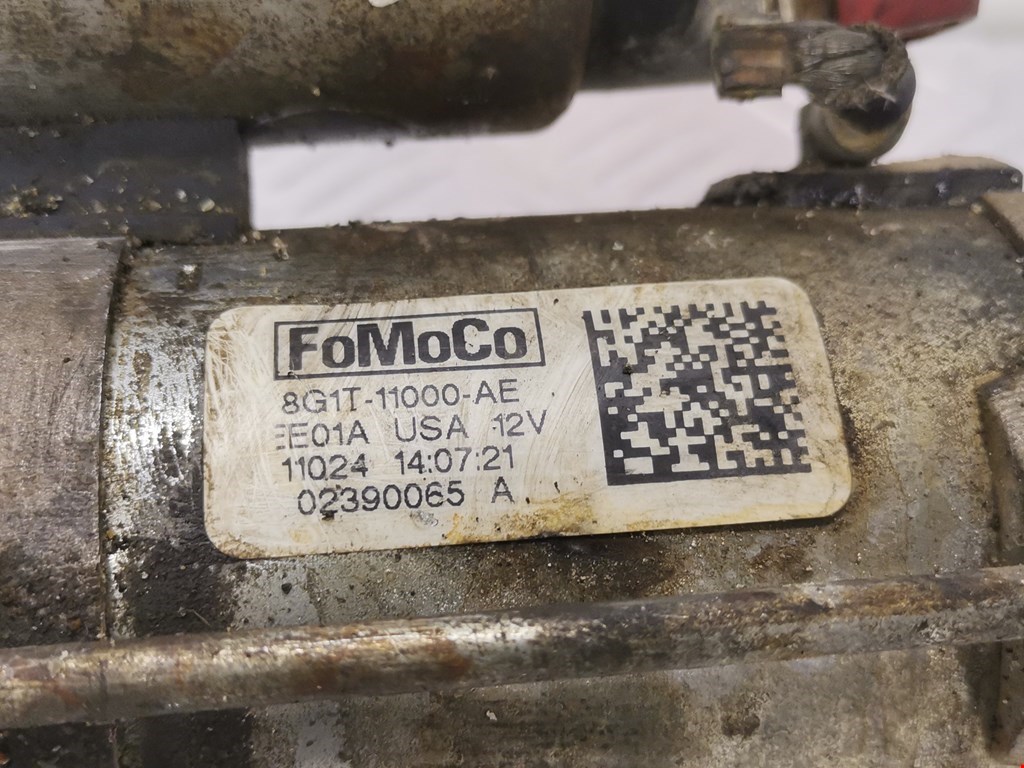 FoMoCo
8G1T-11000-AE
EE01A USA 12V
11024 14:07:21
02390065 A